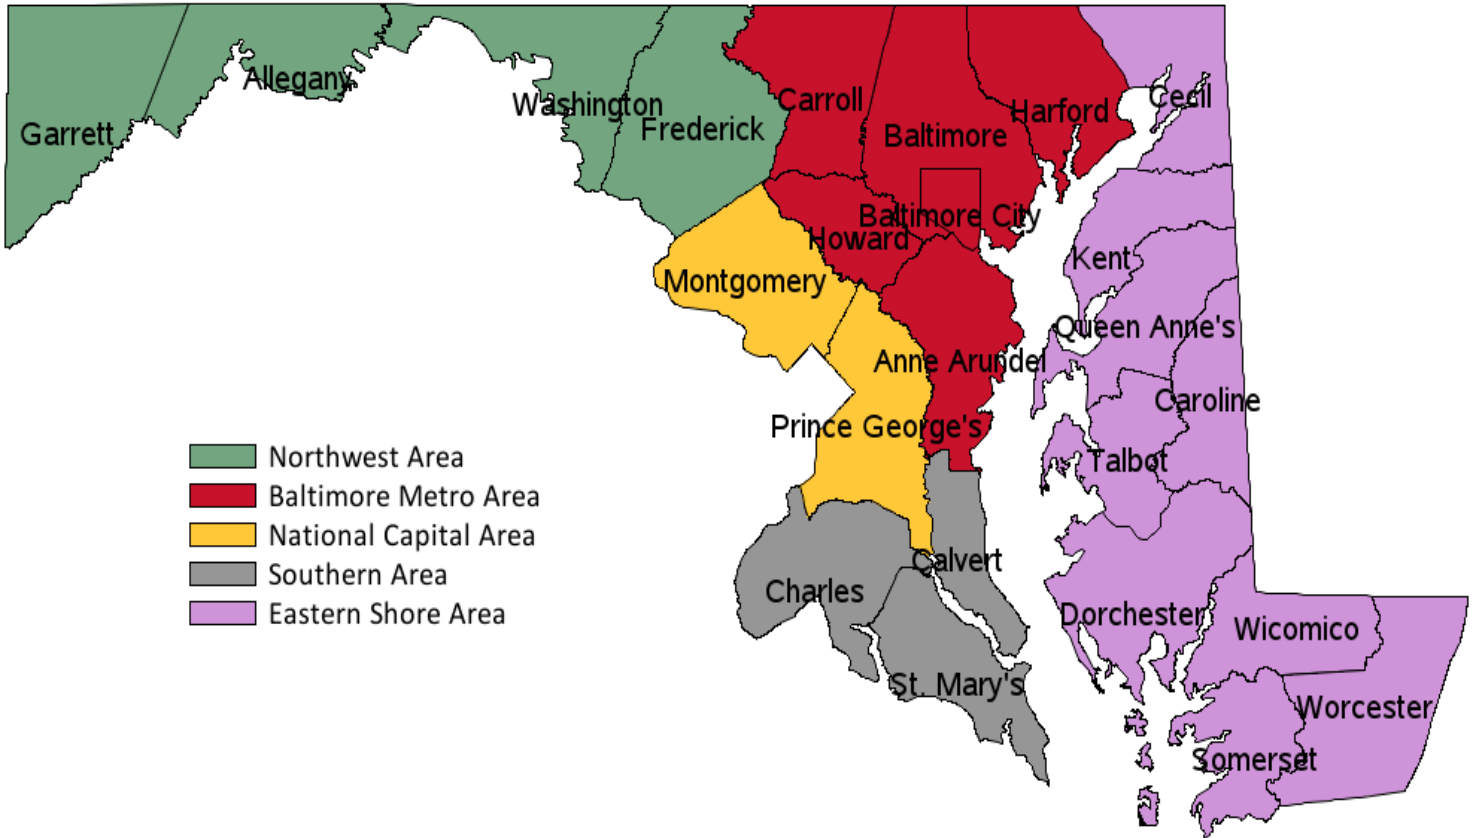 Garrett
Allegany
Washington
Frederick
Carroll
Baltimore
Harford
Cecil
Baltimore City
Howard
Montgomery
Kent
Queen Anne's
Anne Arundel
Caroline
Prince George's
Talbot
Northwest Area
Baltimore Metro Area
National Capital Area
Southern Area
Eastern Shore Area
Calvert
Charles
Dorchester
Wicomico
St. Mary's
Worcester
Somerset